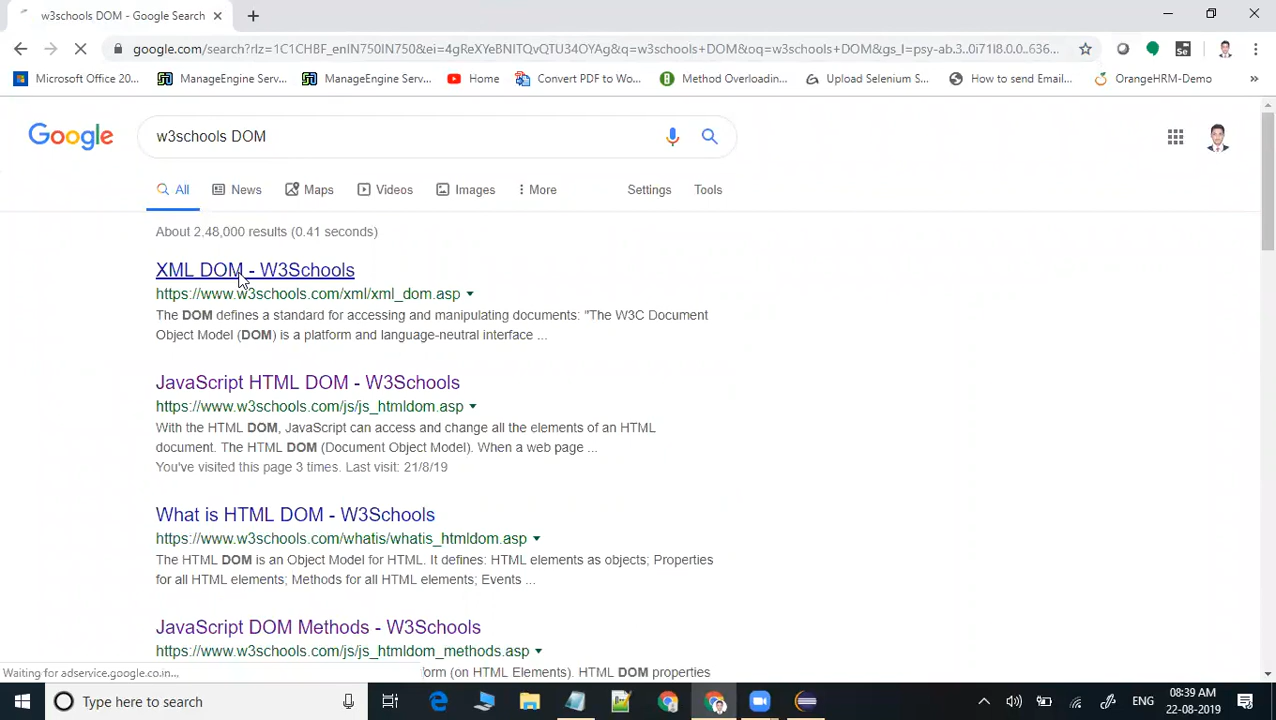 w3schools DOM - Google Search
google.com/search?rlz=1C1CHBF_enIN750IN750&ei=4gReXYeBNITQvQTU34OYAg&q=w3schools+DOM&oq=w3schools+DOM&gs_l=psy-ab.3..0i71l8.0.0..6.636...
Microsoft Office 20... ManageEngine Serv... ManageEngine Serv... Home Convert PDF to Wo... Method Overloadin... Upload Selenium S... How to send Email... OrangeHRM-Demo
Google w3schools DOM
All News Maps Videos Images More Settings Tools
About 2,48,000 results (0.41 seconds)
XML DOM - W3Schools
https://www.w3schools.com/xml/xml_dom.asp
The DOM defines a standard for accessing and manipulating documents: "The W3C Document
Object Model (DOM) is a platform and language-neutral interface ...
JavaScript HTML DOM - W3Schools
https://www.w3schools.com/js/js_htmldom.asp
With the HTML DOM, JavaScript can access and change all the elements of an HTML
document. The HTML DOM (Document Object Model). When a web page ...
You've visited this page 3 times. Last visit: 21/8/19
What is HTML DOM - W3Schools
https://www.w3schools.com/whatis/whatis_htmldom.asp
The HTML DOM is an Object Model for HTML. It defines: HTML elements as objects; Properties
for all HTML elements; Methods for all HTML elements; Events ...
JavaScript DOM Methods - W3Schools
https://www.w3schools.com/js/js_htmldom_methods.asp
Waiting for adservice.google.co.in... form (on HTML Elements). HTML DOM properties
Type here to search ENG 08:39 AM
22-08-2019